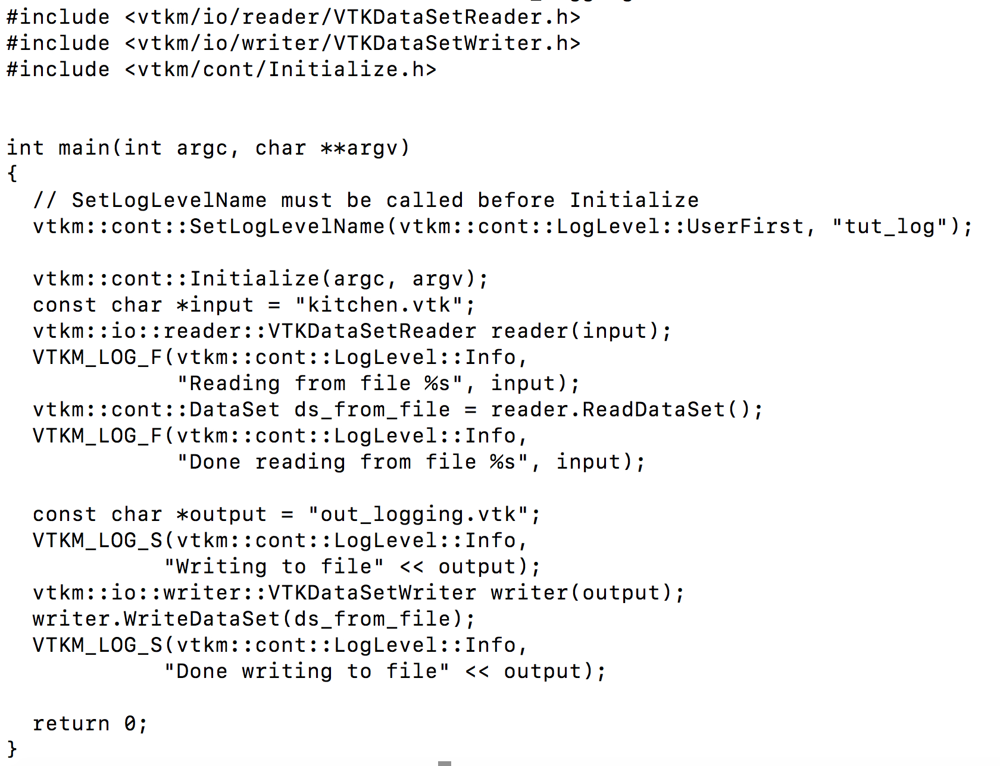 #include <vtkm/io/reader/VTKDataSetReader.h>
#include <vtkm/io/writer/VTKDataSetWriter.h>
#include <vtkm/cont/Initialize.h>
int main(int argc, char **argv)
{
  // SetLogLevelName must be called before Initialize
  vtkm::cont::SetLogLevelName(vtkm::cont::LogLevel::UserFirst, "tut_log");
  vtkm::cont::Initialize(argc, argv);
  const char *input = "kitchen.vtk";
  vtkm::io::reader::VTKDataSetReader reader(input);
  VTKM_LOG_F(vtkm::cont::LogLevel::Info,
             "Reading from file %s", input);
  vtkm::cont::DataSet ds_from_file = reader.ReadDataSet();
  VTKM_LOG_F(vtkm::cont::LogLevel::Info,
             "Done reading from file %s", input);
  const char *output = "out_logging.vtk";
  VTKM_LOG_S(vtkm::cont::LogLevel::Info,
            "Writing to file" << output);
  vtkm::io::writer::VTKDataSetWriter writer(output);
  writer.WriteDataSet(ds_from_file);
  VTKM_LOG_S(vtkm::cont::LogLevel::Info,
            "Done writing to file" << output);
  return 0;
}